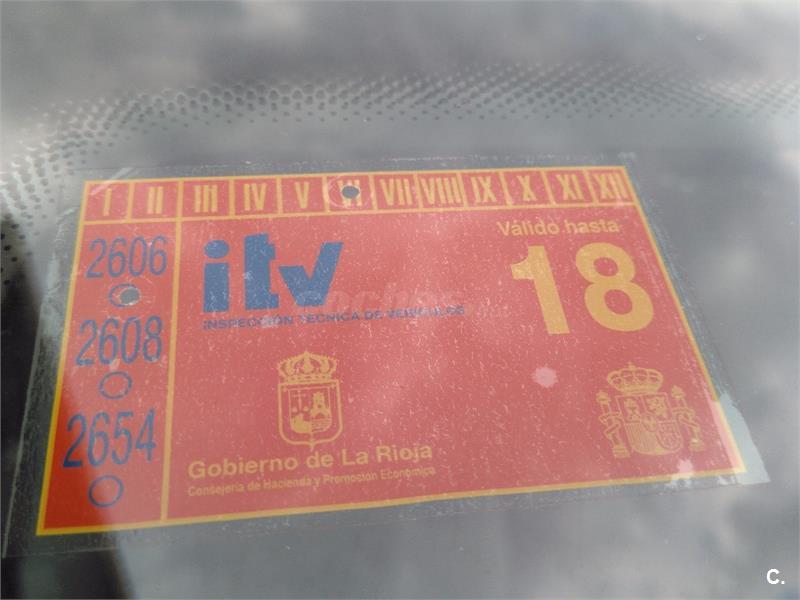 I II III IV V VI VII VIII IX X XI XII
2606
2608
2654
itv
INSPECCIÓN TÉCNICA DE VEHÍCULOS
Válido hasta
18
Gobierno de La Rioja
Consejería de Hacienda y Promoción Económica
C.